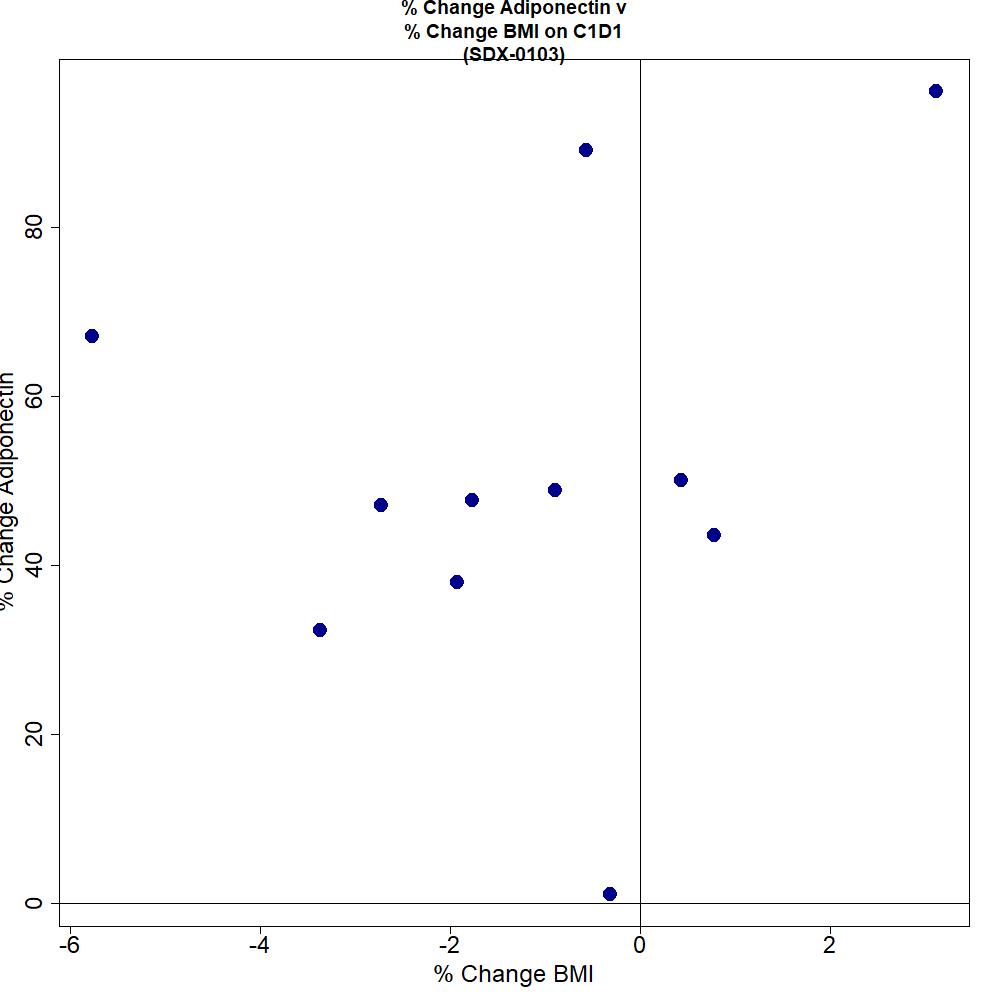 % Change Adiponectin v
% Change BMI on C1D1
(SDX-0103)
% Change Adiponectin
80
60
40
20
0
-6
-4
-2
0
2
% Change BMI